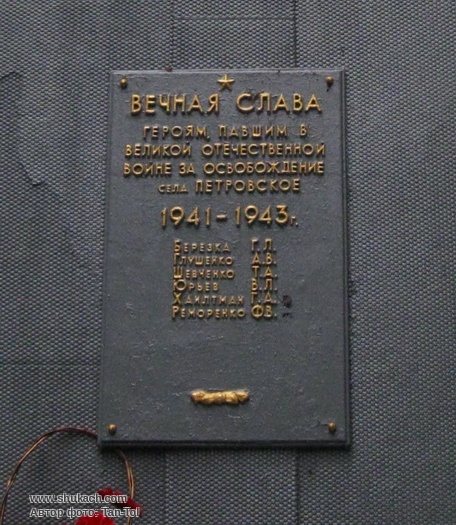 ВЕЧНАЯ СЛАВА
ГЕРОЯМ, ПАВШИМ В
ВЕЛИКОЙ ОТЕЧЕСТВЕННОЙ
ВОЙНЕ ЗА ОСВОБОЖДЕНИЕ
СЕЛА ПЕТРОВСКОЕ
1941-1943г.
БЕРЕЗКА Г.Л.
ГЛУШЕНКО А.В.
ШЕВЧЕНКО Т.А.
ЮРЬЕВ В.Л.
ХАИЛТМАН Г.А.
РЕМОРЕНКО Ф.В.
www.shukach.com
Автор фото: Tan-Tol